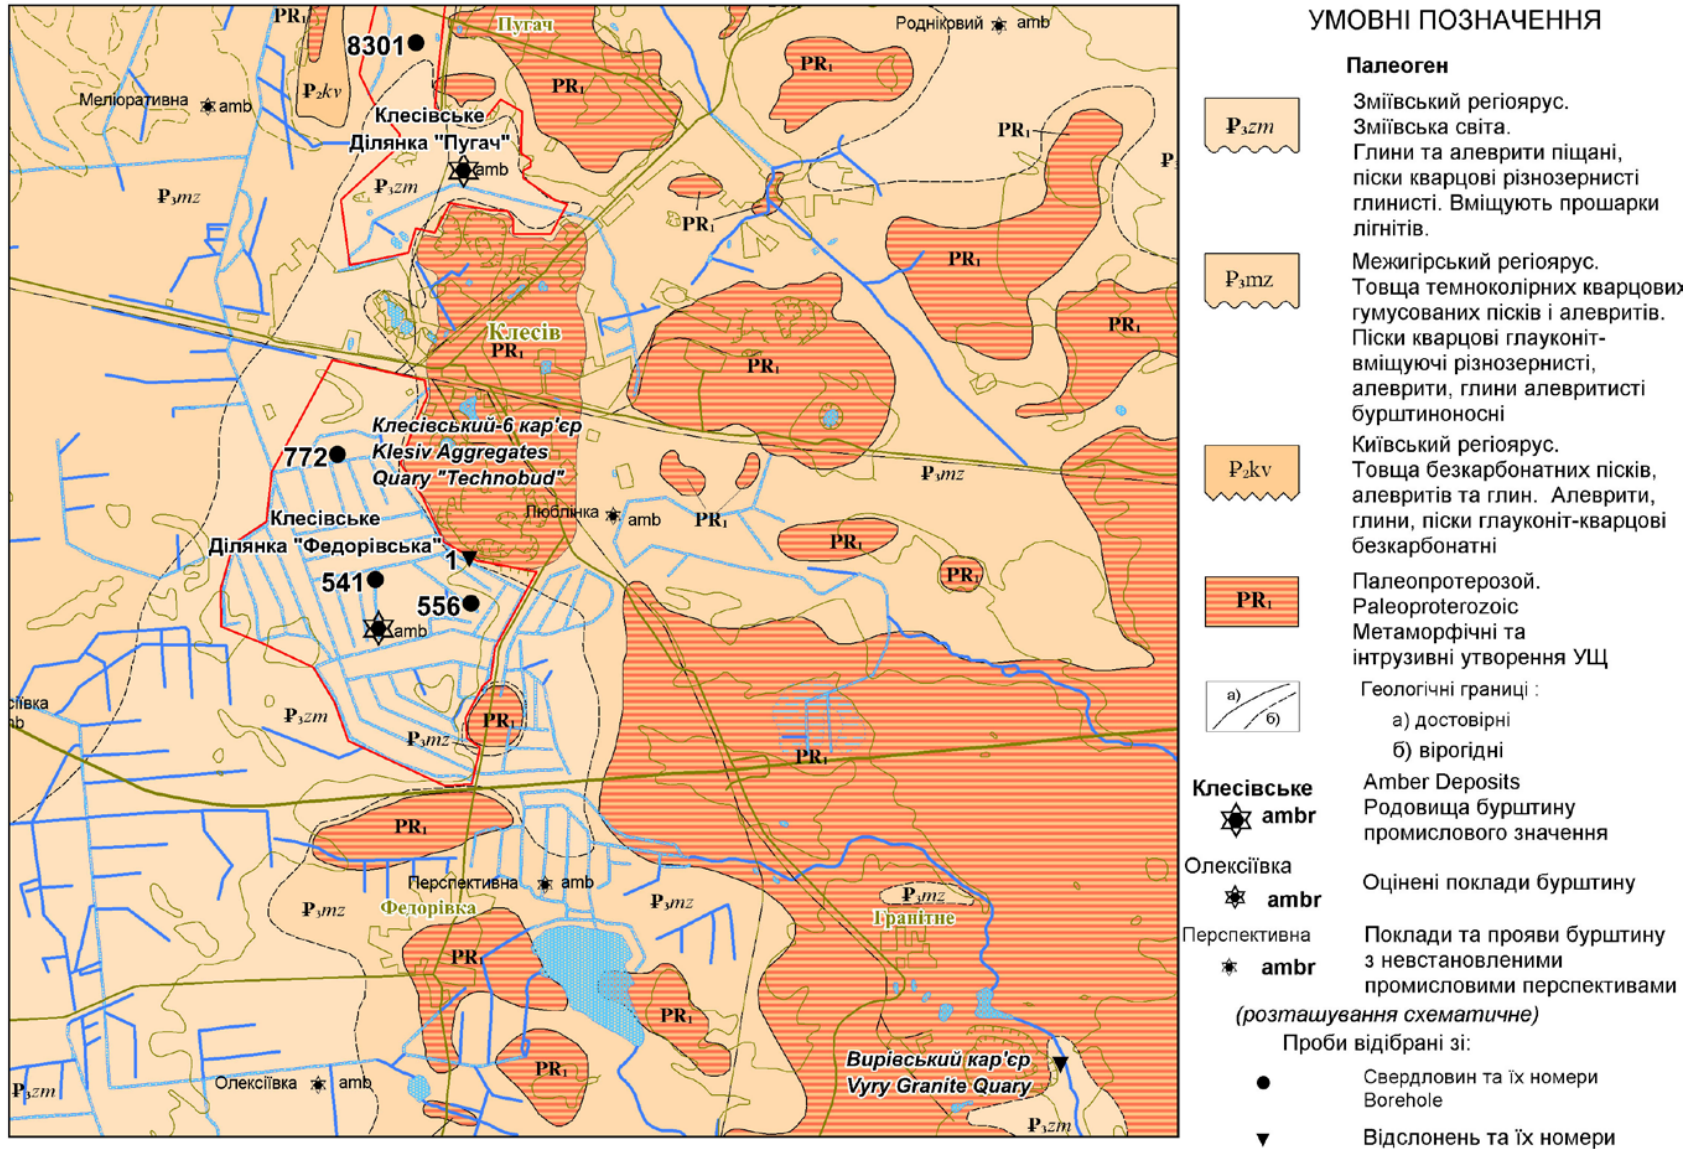 PR₁
Пугач
8301
Родніковий amb
P₂kv
PR₁
PR₁
Меліоративна amb
Клесівське
Ділянка "Пугач"
amb
PR₁
P₃zm
P₃mz
PR₁
PR₁
PR₁
Клесів
PR₁
PR₁
PR₁
Клесівський-6 кар'єр
Klesiv Aggregates
Quary "Technobud"
772
P₃mz
Клесівське
Ділянка "Федорівська"
Люблінка amb
PR₁
PR₁
1
541
556
PR₁
amb
P₃zm
PR₁
P₃mz
PR₁
PR₁
Перспективна amb
Федорівка
P₃mz
P₃mz
P₃mz
Гранітне
PR₁
PR₁
PR₁
Вирівський кар'єр
Vyry Granite Quary
Олексіївка amb
P₃zm
P₃zm
УМОВНІ ПОЗНАЧЕННЯ
Палеоген
P₃zm
Зміївський регіоярус.
Зміївська світа.
Глини та алеврити піщані,
піски кварцові різнозернисті
глинисті. Вміщують прошарки
лігнітів.
P₃mz
Межигірський регіоярус.
Товща темноколірних кварцових
гумусованих пісків і алевритів.
Піски кварцові глауконіт-
вміщуючі різнозернисті,
алеврити, глини алевритисті
бурштиноносні
P₂kv
Київський регіоярус.
Товща безкарбонатних пісків,
алевритів та глин. Алеврити,
глини, піски глауконіт-кварцові
безкарбонатні
PR₁
Палеопротерозой.
Paleoproterozoic
Метаморфічні та
інтрузивні утворення УЩ
а) б)
Геологічні границі :
а) достовірні
б) вірогідні
Клесівське
ambr
Amber Deposits
Родовища бурштину
промислового значення
Олексіївка
ambr
Оцінені поклади бурштину
Перспективна
ambr
Поклади та прояви бурштину
з невстановленими
промисловими перспективами
(розташування схематичне)
Проби відібрані зі:
Свердловин та їх номери
Borehole
Відслонень та їх номери